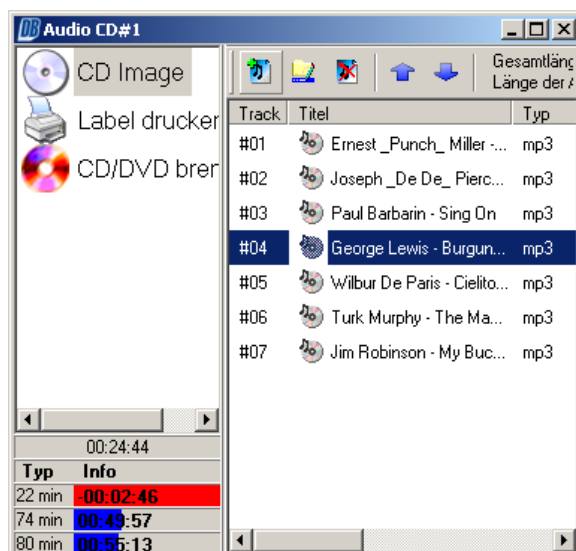 DB Audio CD#1
CD Image
Label drucker
CD/DVD bren
Gesamtläng
Länge der A
Track Titel Typ
#01 Ernest _Punch_ Miller -... mp3
#02 Joseph _De De_ Pierc... mp3
#03 Paul Barbarin - Sing On mp3
#04 George Lewis - Burgun... mp3
#05 Wilbur De Paris - Cielito... mp3
#06 Turk Murphy - The Ma... mp3
#07 Jim Robinson - My Buc... mp3
00:24:44
Typ Info
22 min -00:02:46
74 min 00:49:57
80 min 00:55:13